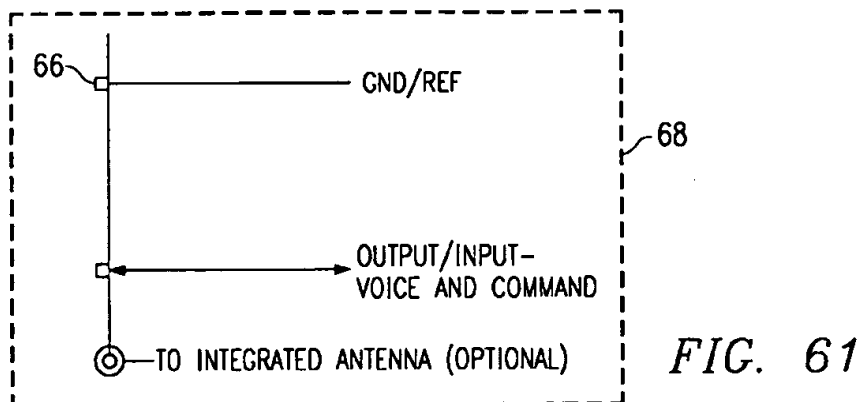 66
GND/REF
68
OUTPUT/INPUT-
VOICE AND COMMAND
TO INTEGRATED ANTENNA (OPTIONAL)
FIG. 61